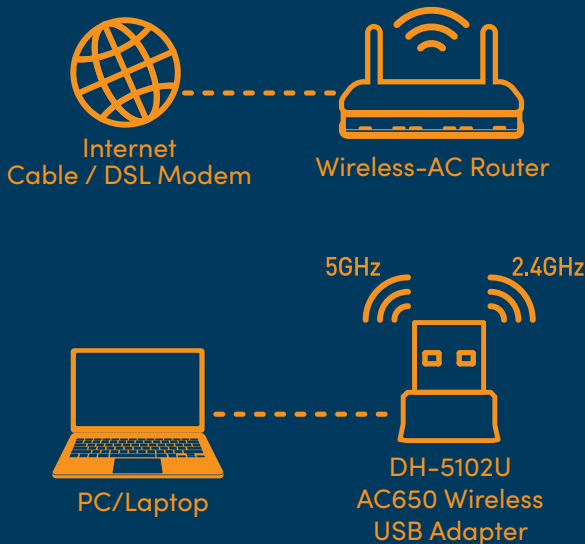 Internet
Cable / DSL Modem
Wireless-AC Router
5GHz
2.4GHz
PC/Laptop
DH-5102U
AC650 Wireless
USB Adapter